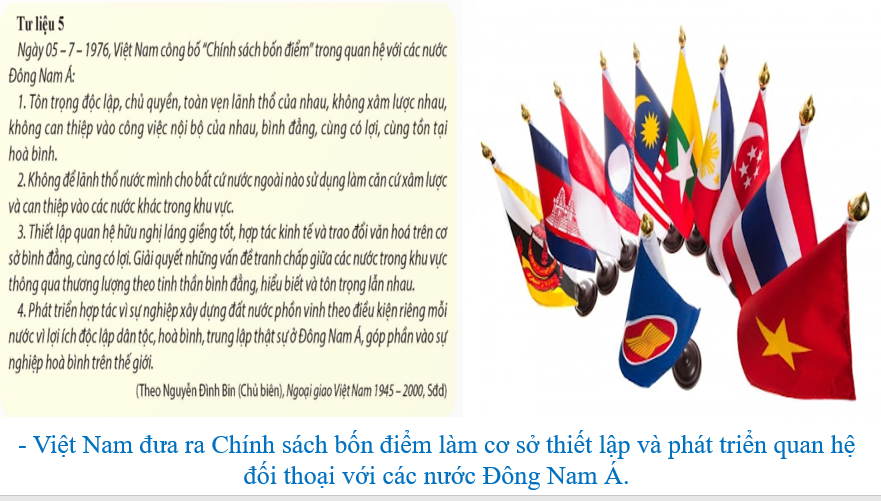 Tư liệu 5
Ngày 05 – 7 – 1976, Việt Nam công bố “Chính sách bốn điểm” trong quan hệ với các nước
Đông Nam Á:
1. Tôn trọng độc lập, chủ quyền, toàn vẹn lãnh thổ của nhau, không xâm lược nhau,
không can thiệp vào công việc nội bộ của nhau, bình đẳng, cùng có lợi, cùng tồn tại
hoà bình.
2. Không để lãnh thổ nước mình cho bất cứ nước ngoài nào sử dụng làm căn cứ xâm lược
và can thiệp vào các nước khác trong khu vực.
3. Thiết lập quan hệ hữu nghị láng giềng tốt, hợp tác kinh tế và trao đổi văn hoá trên cơ
sở bình đẳng, cùng có lợi. Giải quyết những vấn đề tranh chấp giữa các nước trong khu vực
thông qua thương lượng theo tinh thần bình đẳng, hiểu biết và tôn trọng lẫn nhau.
4. Phát triển hợp tác vì sự nghiệp xây dựng đất nước phồn vinh theo điều kiện riêng mỗi
nước vì lợi ích độc lập dân tộc, hoà bình, trung lập thật sự ở Đông Nam Á, góp phần vào sự
nghiệp hoà bình trên thế giới.
(Theo Nguyễn Đình Bin (Chủ biên), Ngoại giao Việt Nam 1945 – 2000, Sđd)
- Việt Nam đưa ra Chính sách bốn điểm làm cơ sở thiết lập và phát triển quan hệ
đối thoại với các nước Đông Nam Á.